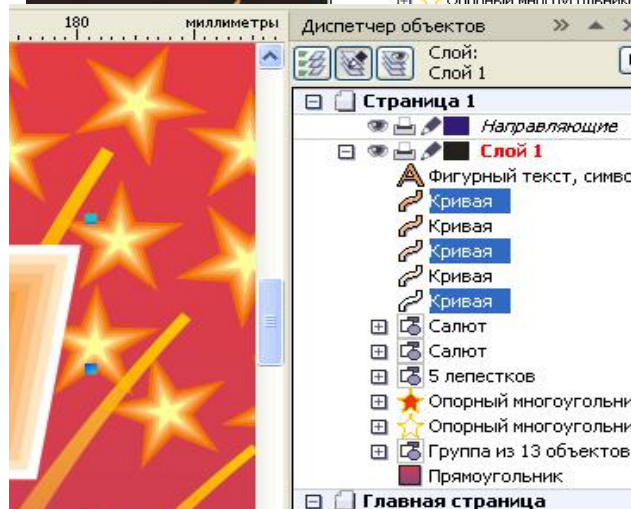 180 миллиметры
Диспетчер объектов
Слой:
Слой 1
Страница 1
Направляющие
Слой 1
Фигурный текст, симво
Кривая
Кривая
Кривая
Кривая
Кривая
Салют
Салют
5 лепестков
Опорный многоугольни
Опорный многоугольни
Группа из 13 объектов
Прямоугольник
Главная страница